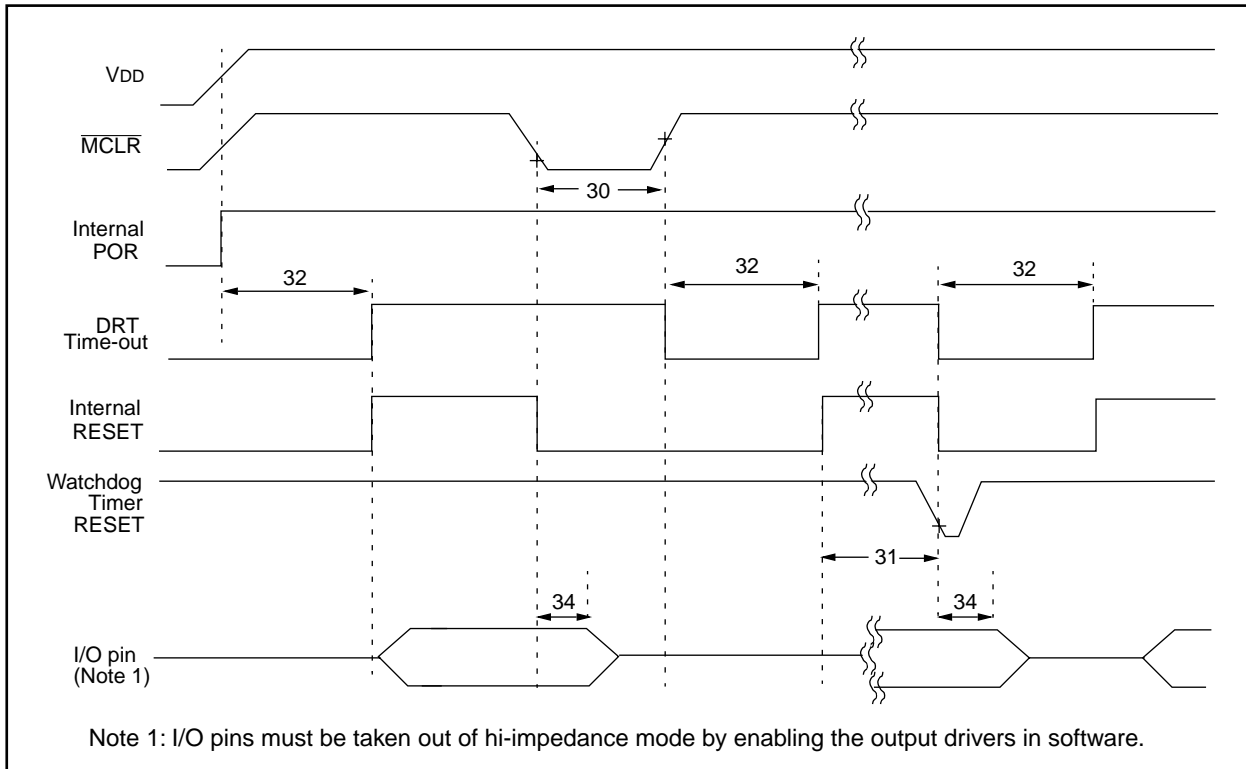 VDD
MCLR
30
Internal
POR
32
32
32
DRT
Time-out
Internal
RESET
Watchdog
Timer
RESET
31
34
34
I/O pin
(Note 1)
Note 1: I/O pins must be taken out of hi-impedance mode by enabling the output drivers in software.